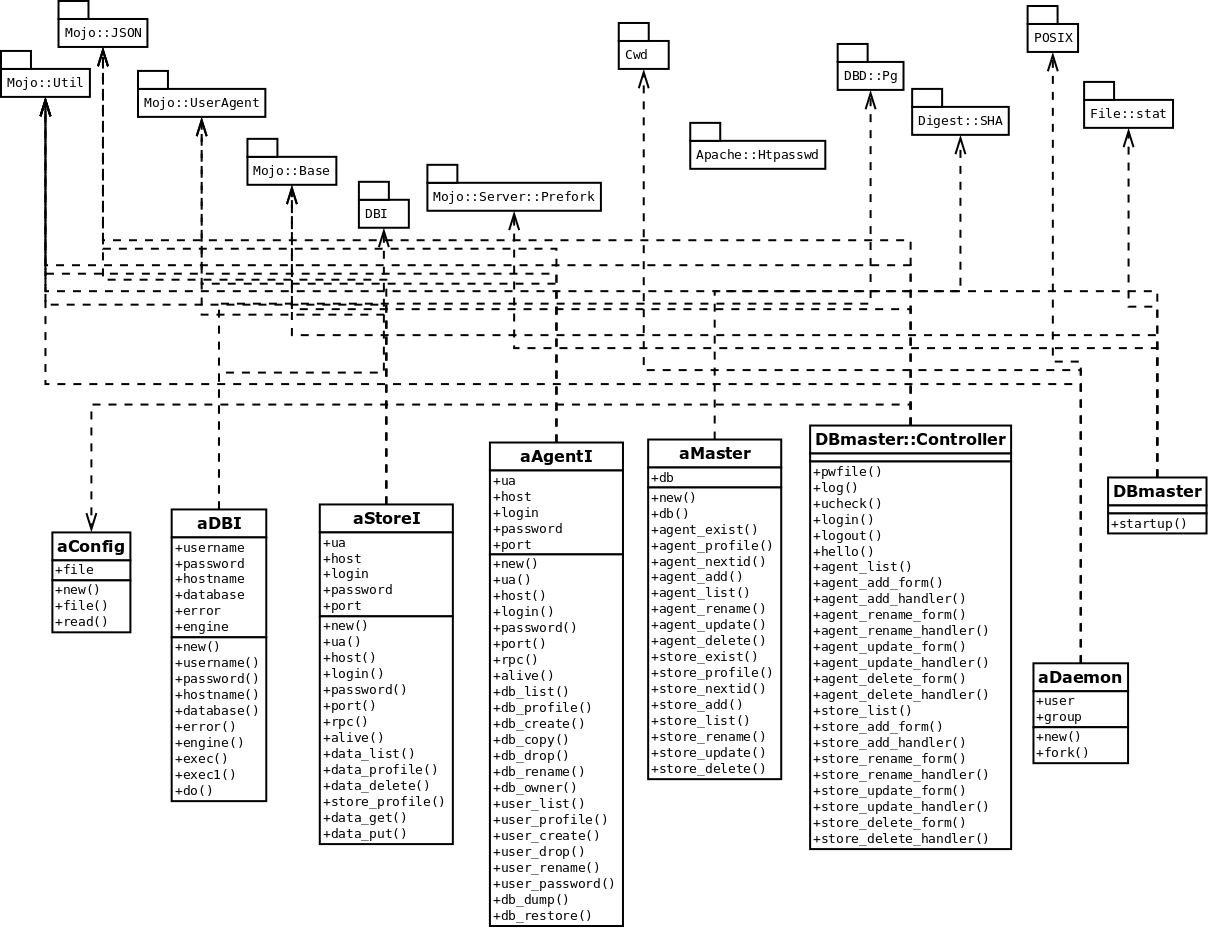 Mojo::JSON
Mojo::Util
Mojo::UserAgent
Mojo::Base
DBI
Mojo::Server::Prefork
Cwd
Apache::Htpasswd
DBD::Pg
Digest::SHA
POSIX
File::stat
aConfig
+file
+new()
+file()
+read()
aDBI
+username
+password
+hostname
+database
+error
+engine
+new()
+username()
+password()
+hostname()
+database()
+error()
+engine()
+exec()
+exec1()
+do()
aStoreI
+ua
+host
+login
+password
+port
+new()
+ua()
+host()
+login()
+password()
+port()
+rpc()
+alive()
+data_list()
+data_profile()
+data_delete()
+store_profile()
+data_get()
+data_put()
aAgentI
+ua
+host
+login
+password
+port
+new()
+ua()
+host()
+login()
+password()
+port()
+rpc()
+alive()
+db_list()
+db_profile()
+db_create()
+db_copy()
+db_drop()
+db_rename()
+db_owner()
+user_list()
+user_profile()
+user_create()
+user_drop()
+user_rename()
+user_password()
+db_dump()
+db_restore()
aMaster
+db
+new()
+db()
+agent_exist()
+agent_profile()
+agent_nextid()
+agent_add()
+agent_list()
+agent_rename()
+agent_update()
+agent_delete()
+store_exist()
+store_profile()
+store_nextid()
+store_add()
+store_list()
+store_rename()
+store_update()
+store_delete()
DBmaster::Controller
+pwfile()
+log()
+ucheck()
+login()
+logout()
+hello()
+agent_list()
+agent_add_form()
+agent_add_handler()
+agent_rename_form()
+agent_rename_handler()
+agent_update_form()
+agent_update_handler()
+agent_delete_form()
+agent_delete_handler()
+store_list()
+store_add_form()
+store_add_handler()
+store_rename_form()
+store_rename_handler()
+store_update_form()
+store_update_handler()
+store_delete_form()
+store_delete_handler()
aDaemon
+user
+group
+new()
+fork()
DBmaster
+startup()